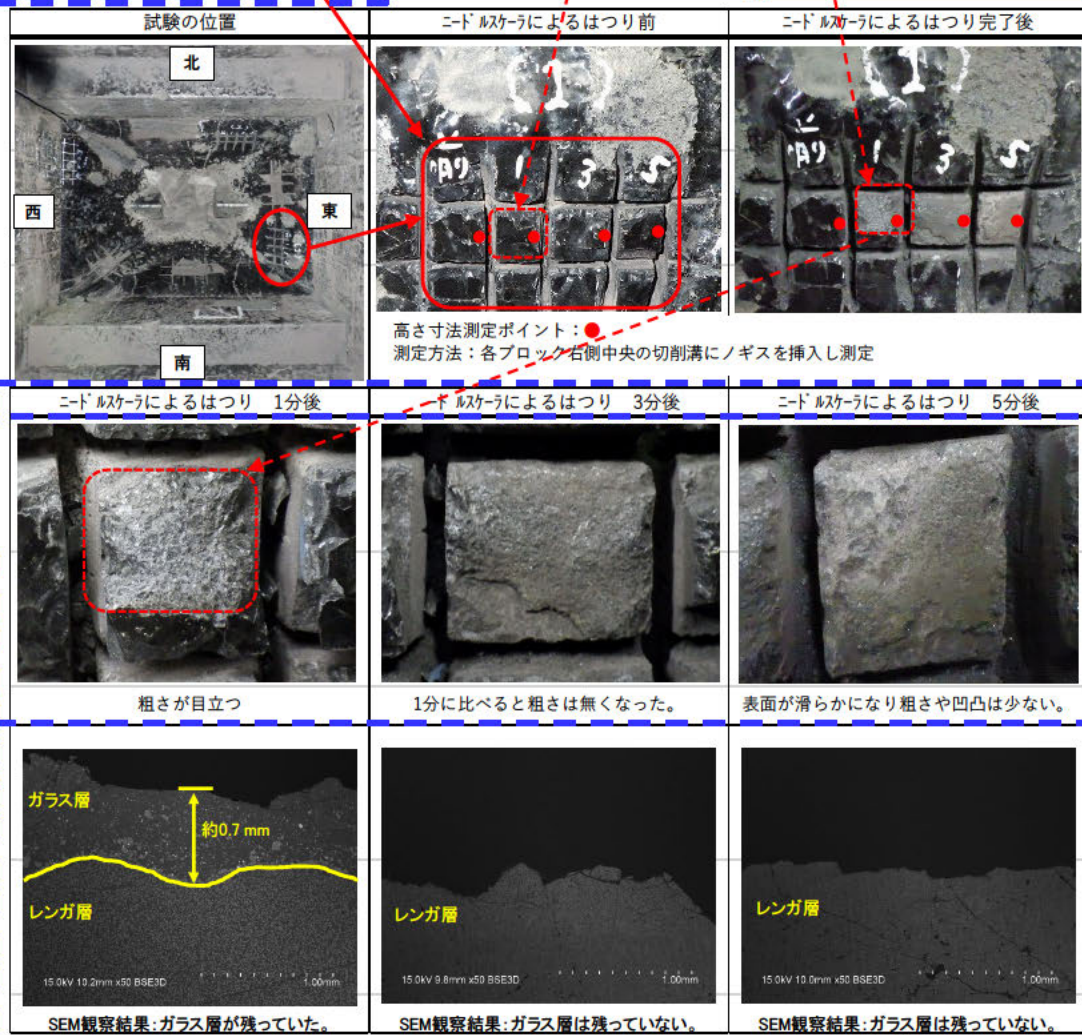 試験の位置
ニードルスケーラによるはつり前
ニードルスケーラによるはつり完了後
北
西
東
南
(1)
削り
1
3
5
削り
1
3
5
高さ寸法測定ポイント：●
測定方法：各ブロック右側中央の切削溝にノギスを挿入し測定
ニードルスケーラによるはつり　1分後
ードルスケーラによるはつり　3分後
ニードルスケーラによるはつり　5分後
粗さが目立つ
1分に比べると粗さは無くなった。
表面が滑らかになり粗さや凹凸は少ない。
ガラス層
約0.7 mm
レンガ層
15.0kV 10.2mm x50 BSE3D
1.00mm
レンガ層
15.0kV 9.8mm x50 BSE3D
1.00mm
レンガ層
15.0kV 10.0mm x50 BSE3D
1.00mm
SEM観察結果：ガラス層が残っていた。
SEM観察結果：ガラス層は残っていない。
SEM観察結果：ガラス層は残っていない。